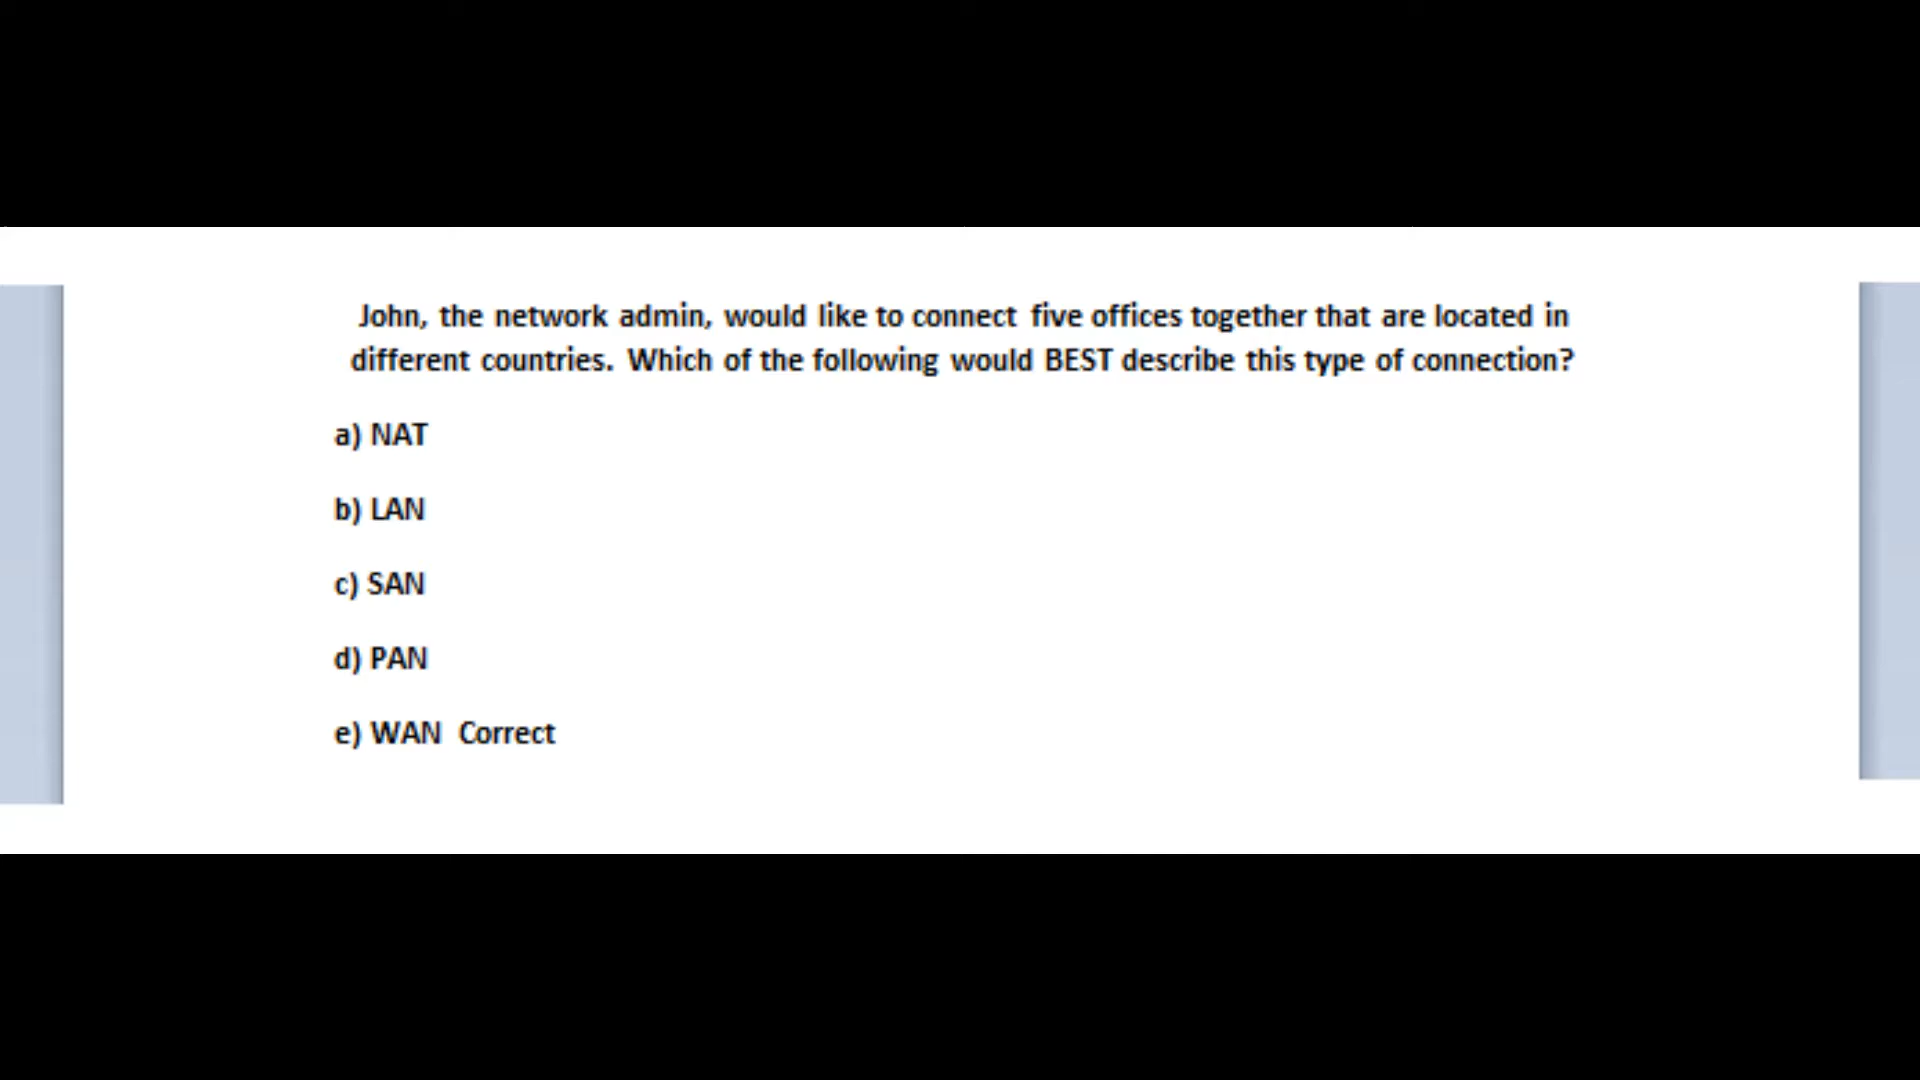 John, the network admin, would like to connect five offices together that are located in
different countries. Which of the following would BEST describe this type of connection?
a) NAT
b) LAN
c) SAN
d) PAN
e) WAN Correct